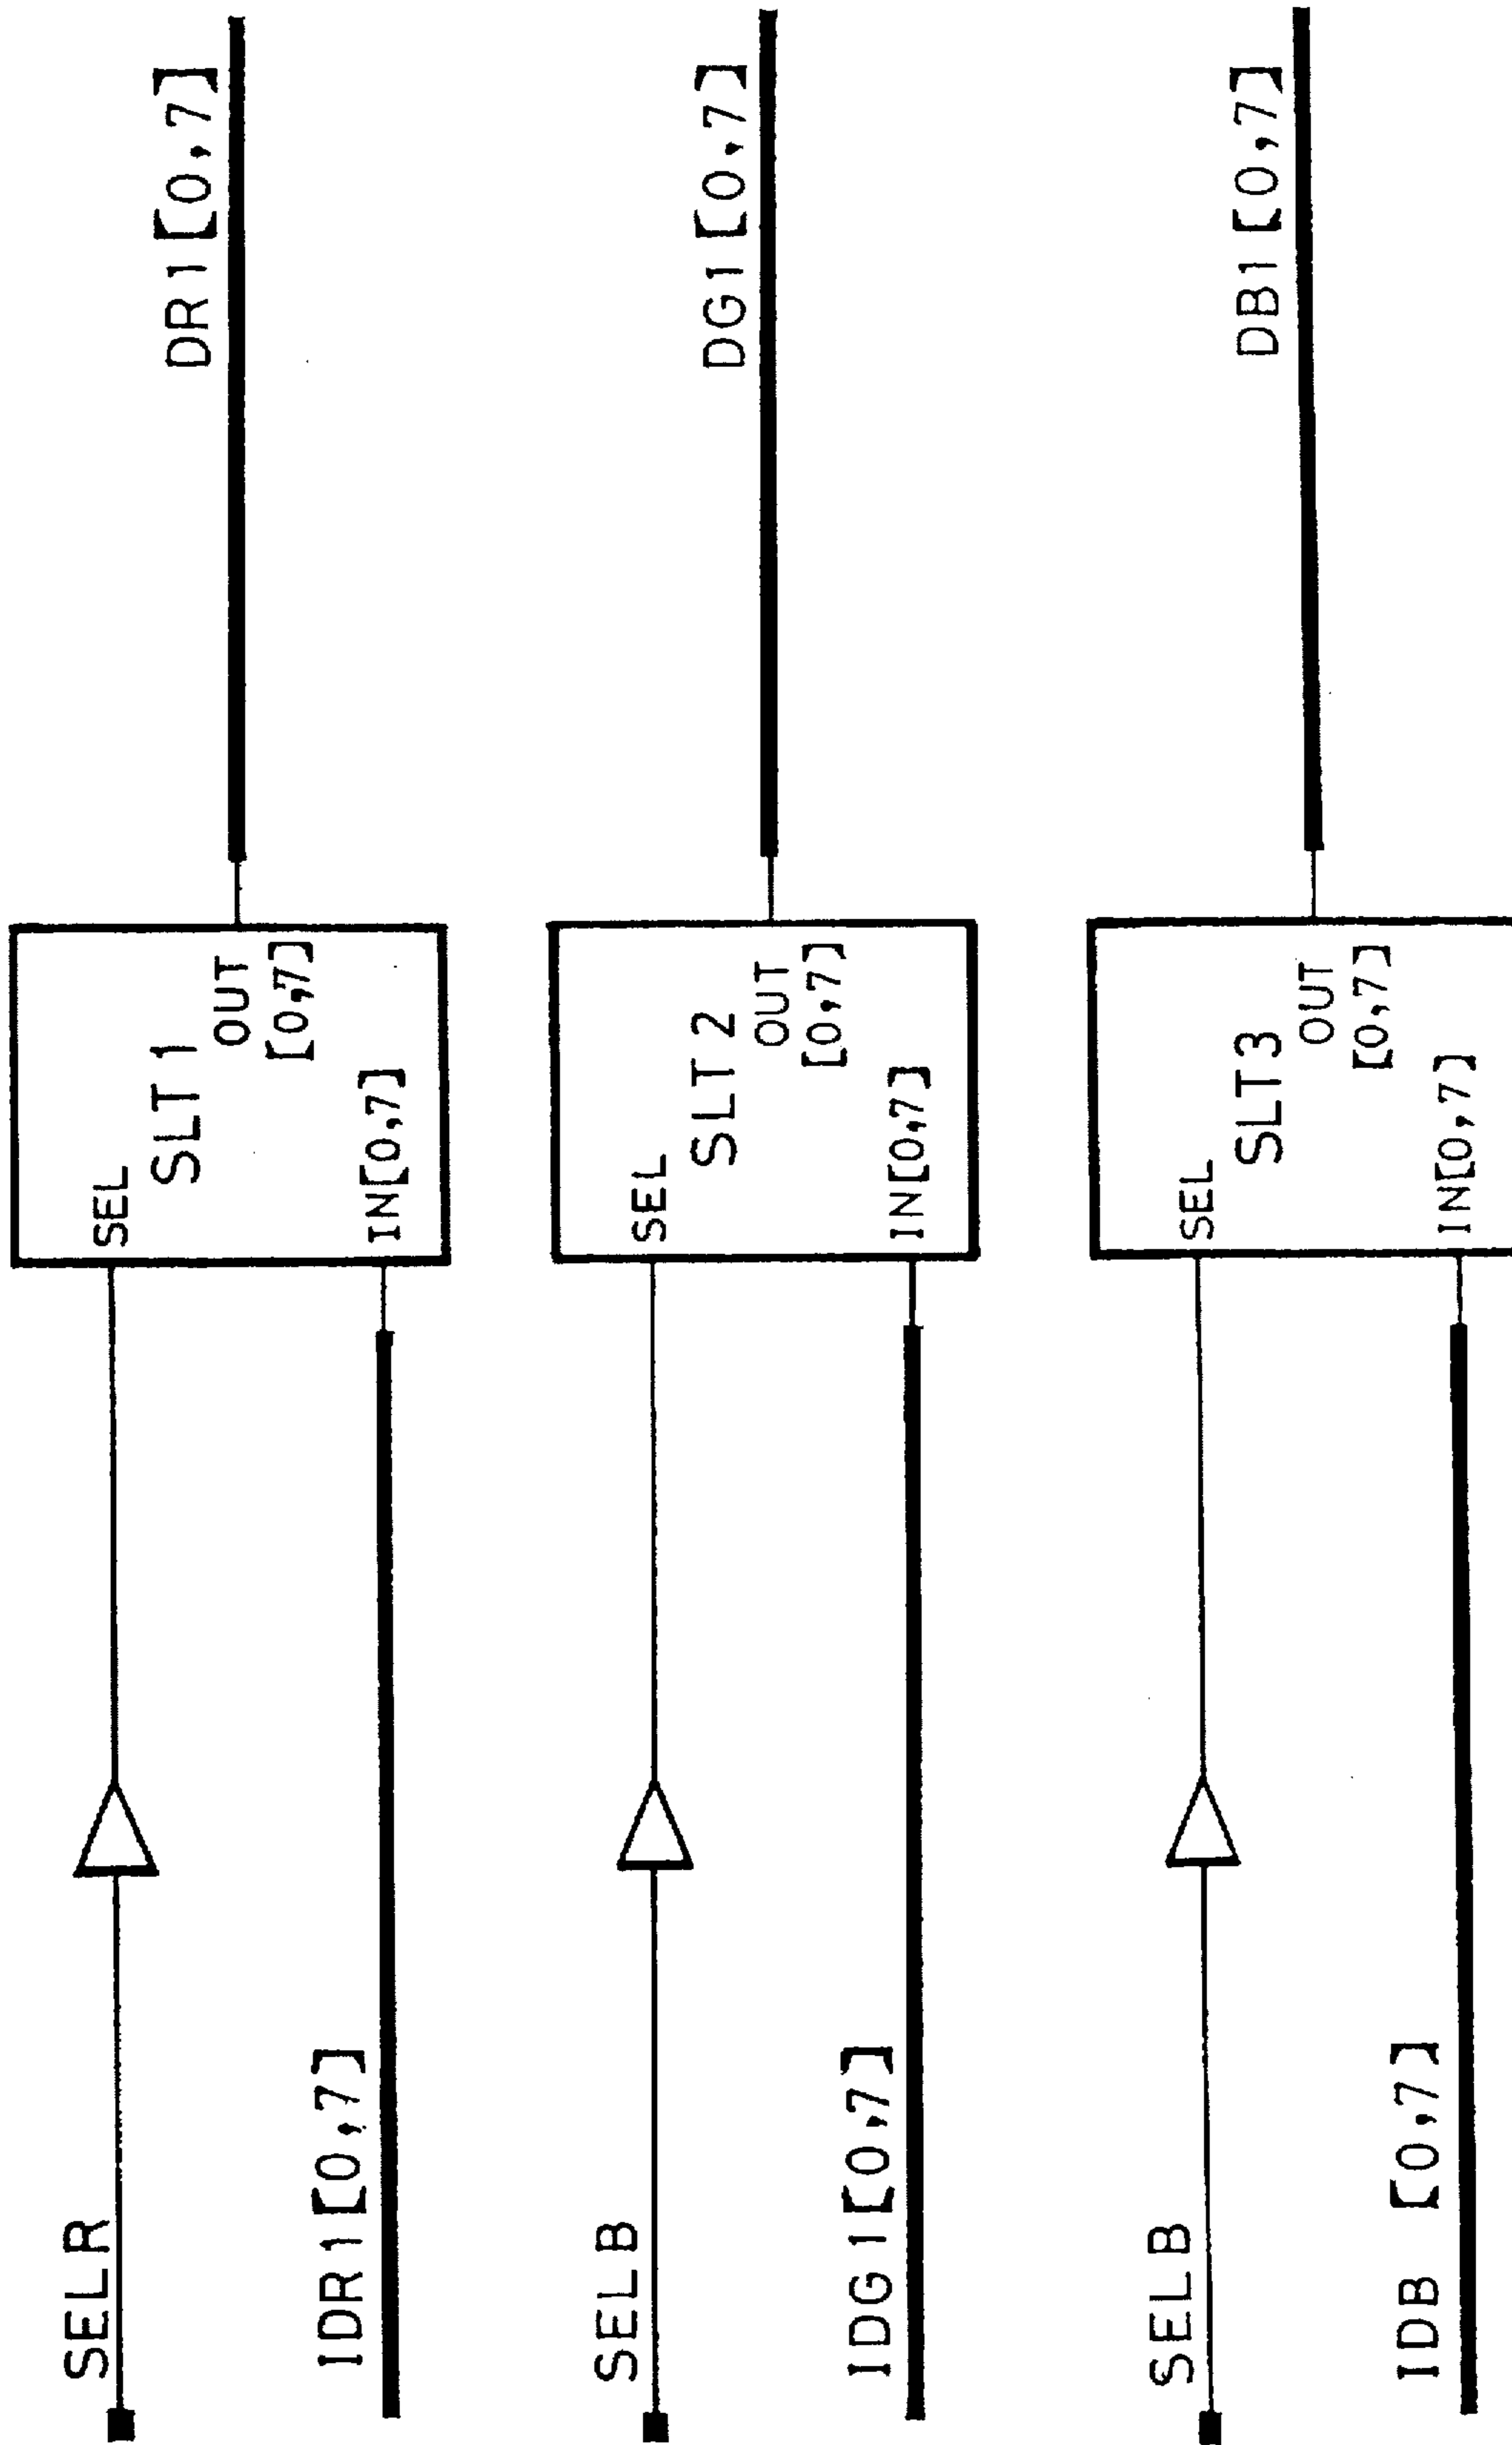 SELR
SEL
SLT1
OUT
[0,7]
DR1[0,7]
IDR1[0,7]
IN[0,7]
SELB
SEL
SLT2
OUT
[0,7]
DG1[0,7]
IDG1[0,7]
IN[0,7]
SELB
SEL
SLT3
OUT
[0,7]
DB1[0,7]
IDB [0,7]
IN[0,7]